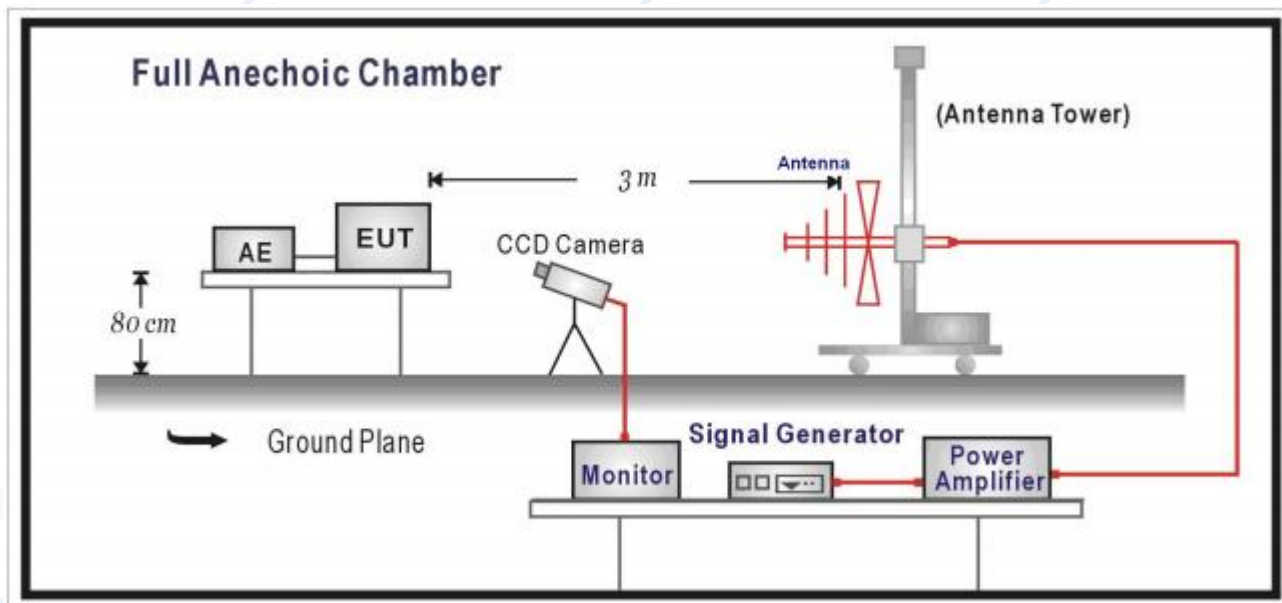 Full Anechoic Chamber
(Antenna Tower)
Antenna
3 m
AE
EUT
CCD Camera
80 cm
Ground Plane
Signal Generator
Monitor
Power
Amplifier